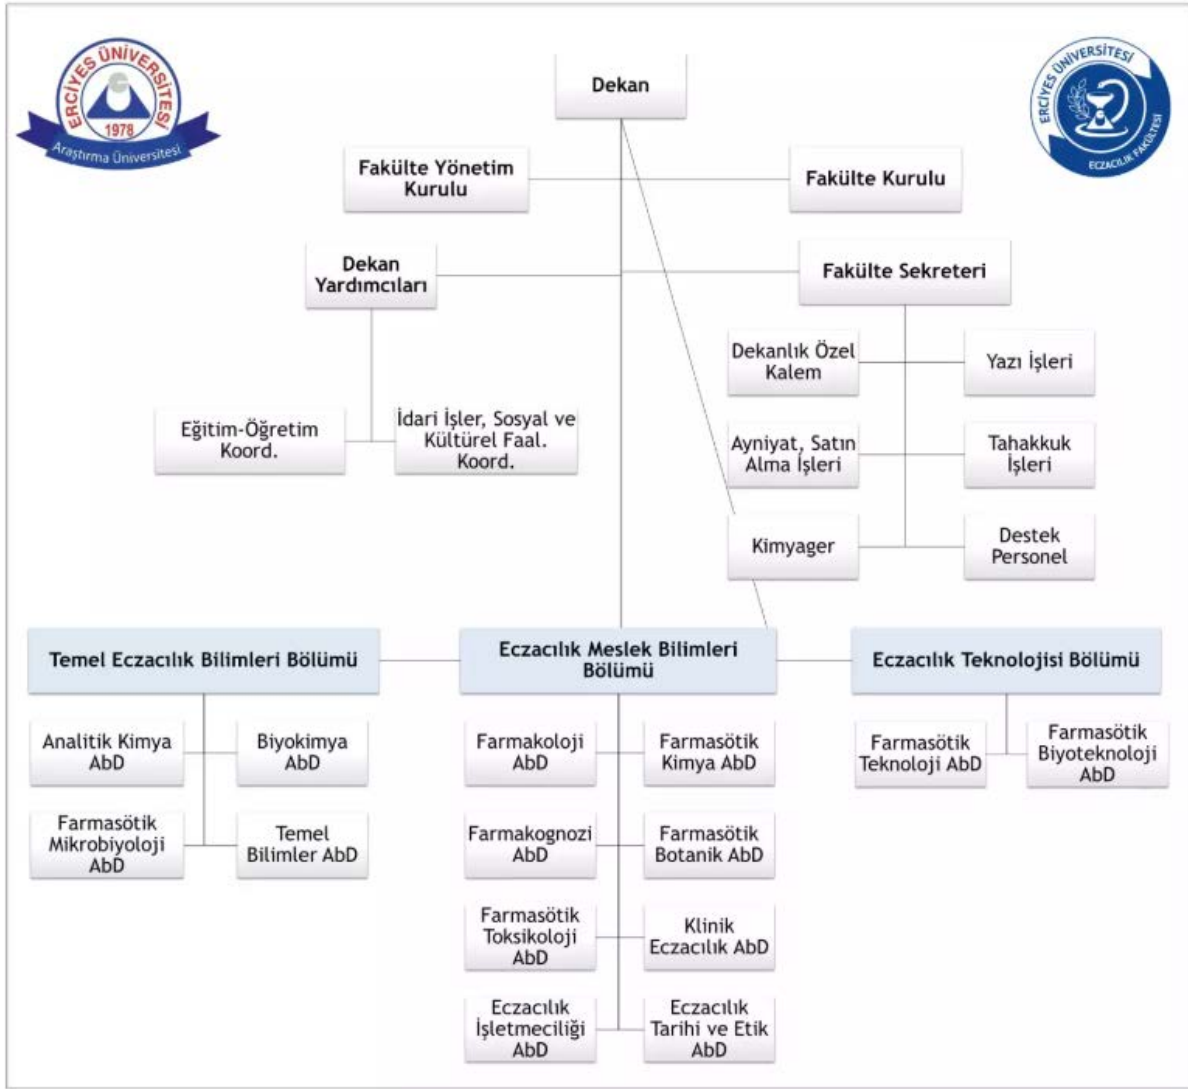 ERCİYES ÜNİVERSİTESİ
1978
Araştırma Üniversitesi
ERCİYES ÜNİVERSİTESİ
ECZACILIK FAKÜLTESİ
Dekan
Fakülte Yönetim
Kurulu
Fakülte Kurulu
Dekan
Yardımcıları
Fakülte Sekreteri
Dekanlık Özel
Kalem
Yazı İşleri
Eğitim-Öğretim
Koord.
İdari İşler, Sosyal ve
Kültürel Faal.
Koord.
Ayniyat, Satın
Alma İşleri
Tahakkuk
İşleri
Kimyager
Destek
Personel
Temel Eczacılık Bilimleri Bölümü
Eczacılık Meslek Bilimleri
Bölümü
Eczacılık Teknolojisi Bölümü
Analitik Kimya
AbD
Biyokimya
AbD
Farmasötik
Mikrobiyoloji
AbD
Temel
Bilimler AbD
Farmakoloji
AbD
Farmasötik
Kimya AbD
Farmakognozi
AbD
Farmasötik
Botanik AbD
Farmasötik
Toksikoloji
AbD
Klinik
Eczacılık AbD
Eczacılık
İşletmeciliği
AbD
Eczacılık
Tarihi ve Etik
AbD
Farmasötik
Teknoloji AbD
Farmasötik
Biyoteknoloji
AbD